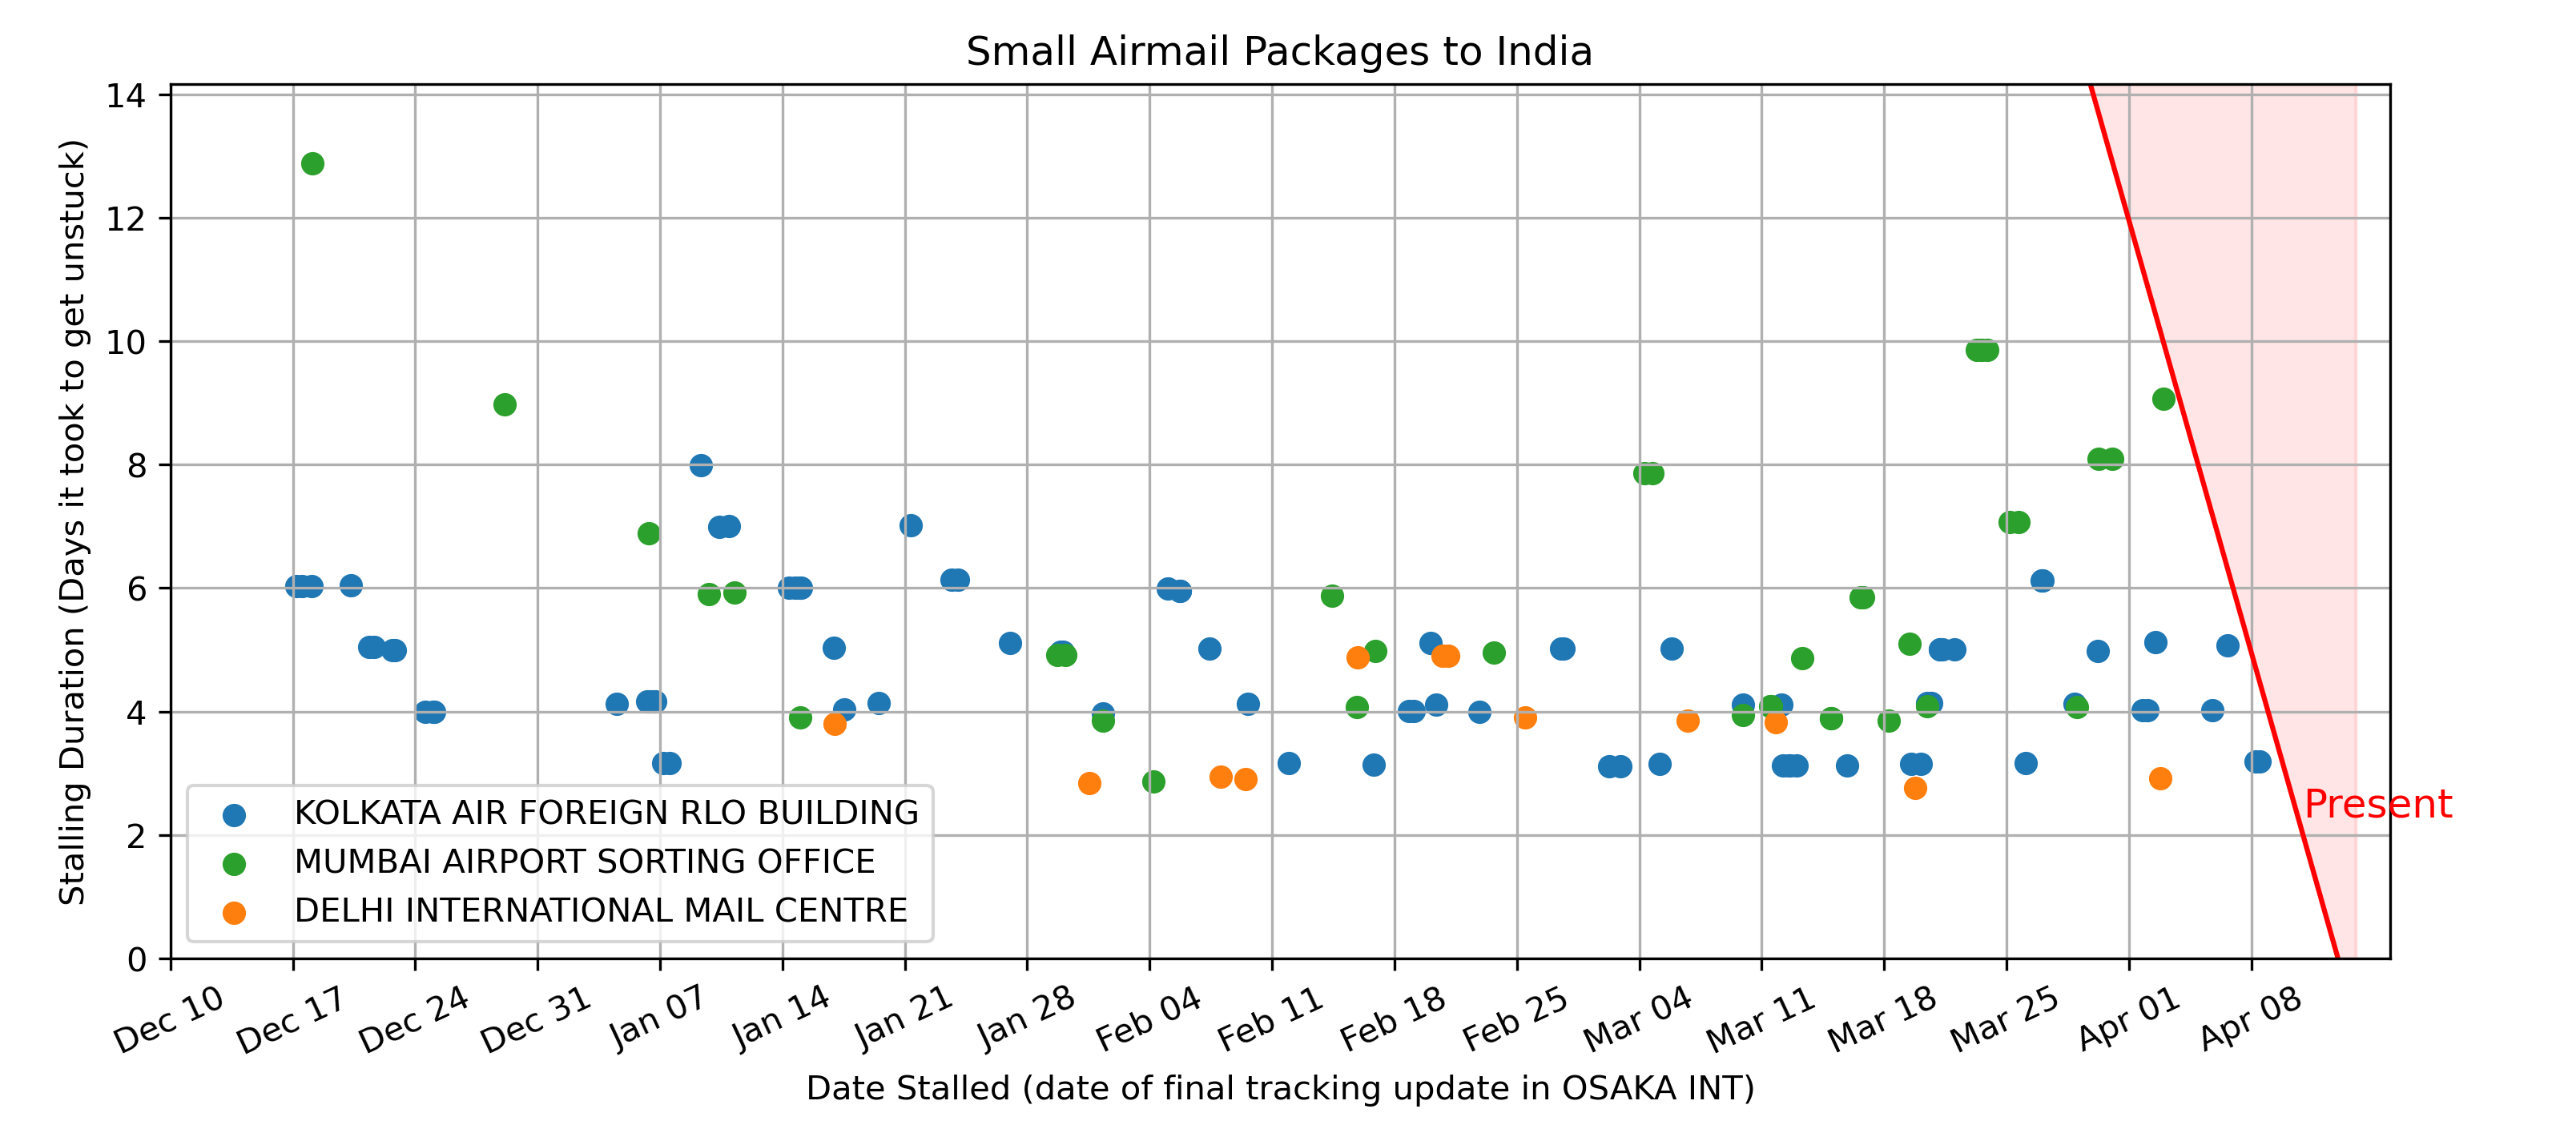 Small Airmail Packages to India
Stalling Duration (Days it took to get unstuck)
14
12
10
8
6
4
2
0
Present
KOLKATA AIR FOREIGN RLO BUILDING
MUMBAI AIRPORT SORTING OFFICE
DELHI INTERNATIONAL MAIL CENTRE
Dec 10
Dec 17
Dec 24
Dec 31
Jan 07
Jan 14
Jan 21
Jan 28
Feb 04
Feb 11
Feb 18
Feb 25
Mar 04
Mar 11
Mar 18
Mar 25
Apr 01
Apr 08
Date Stalled (date of final tracking update in OSAKA INT)